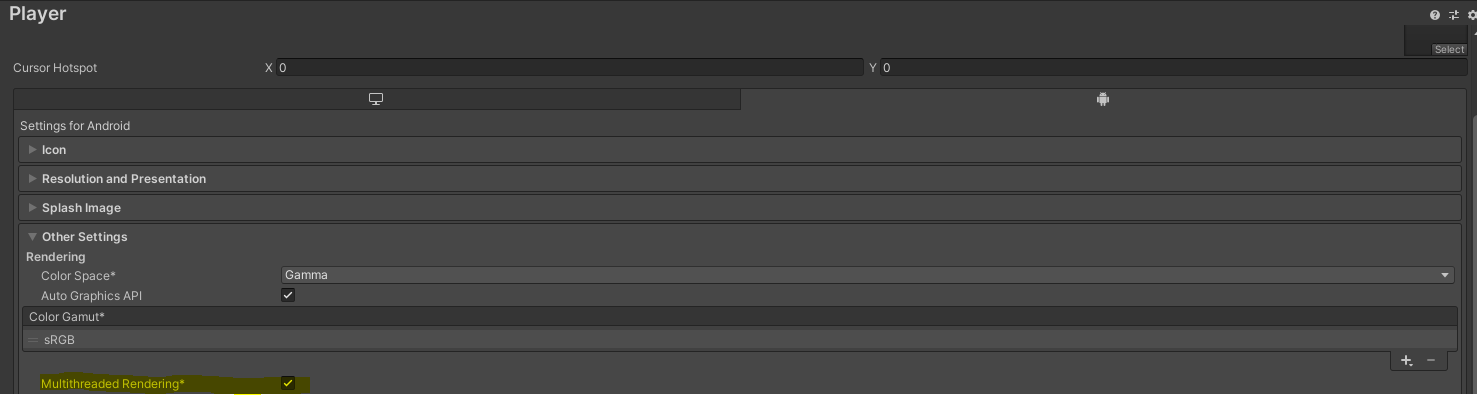 Player
Select
Cursor Hotspot X 0 Y 0
Settings for Android
Icon
Resolution and Presentation
Splash Image
Other Settings
Rendering
Color Space* Gamma
Auto Graphics API
Color Gamut*
sRGB
Multithreaded Rendering*